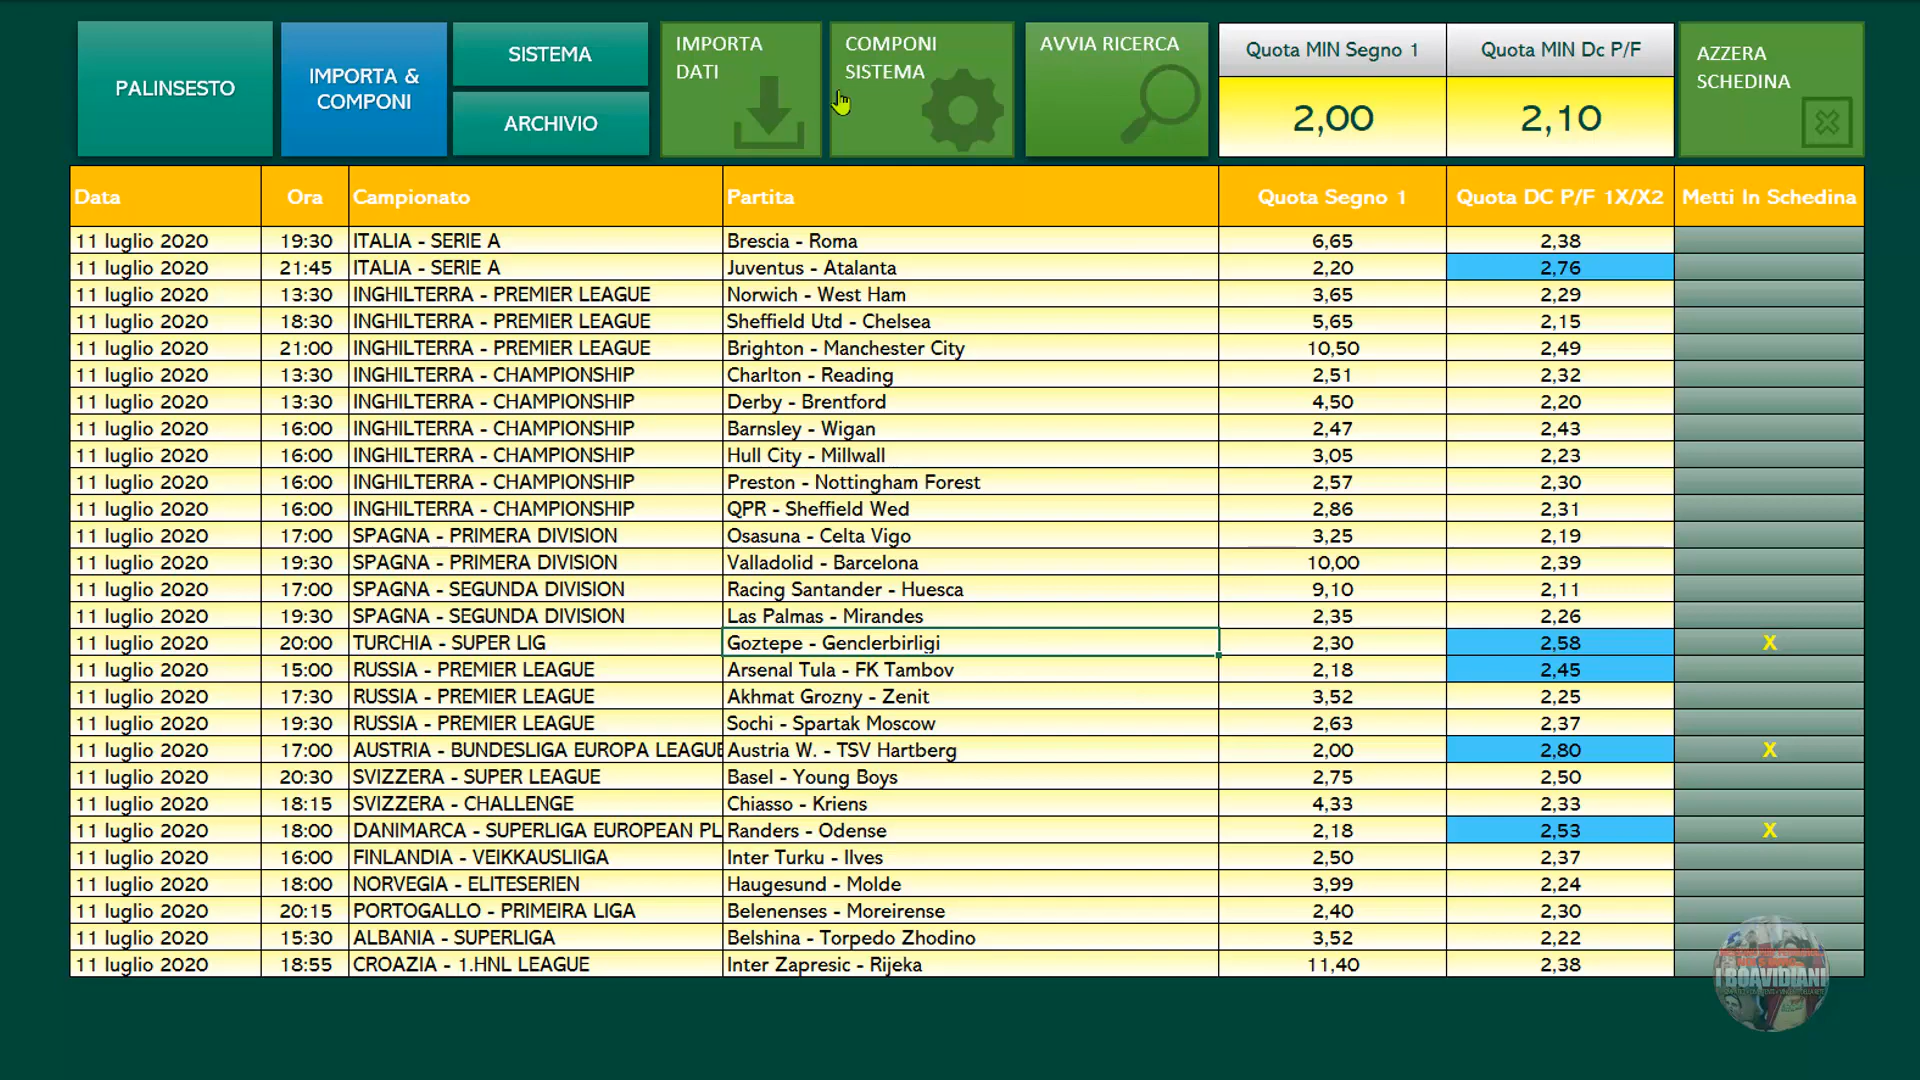 PALINSESTO
IMPORTA &
COMPONI
SISTEMA
ARCHIVIO
IMPORTA
DATI
COMPONI
SISTEMA
AVVIA RICERCA
Quota MIN Segno 1
2,00
Quota MIN Dc P/F
2,10
AZZERA
SCHEDINA
Data Ora Campionato Partita Quota Segno 1 Quota DC P/F 1X/X2 Metti In Schedina
11 luglio 2020 19:30 ITALIA - SERIE A Brescia - Roma 6,65 2,38
11 luglio 2020 21:45 ITALIA - SERIE A Juventus - Atalanta 2,20 2,76
11 luglio 2020 13:30 INGHILTERRA - PREMIER LEAGUE Norwich - West Ham 3,65 2,29
11 luglio 2020 18:30 INGHILTERRA - PREMIER LEAGUE Sheffield Utd - Chelsea 5,65 2,15
11 luglio 2020 21:00 INGHILTERRA - PREMIER LEAGUE Brighton - Manchester City 10,50 2,49
11 luglio 2020 13:30 INGHILTERRA - CHAMPIONSHIP Charlton - Reading 2,51 2,32
11 luglio 2020 13:30 INGHILTERRA - CHAMPIONSHIP Derby - Brentford 4,50 2,20
11 luglio 2020 16:00 INGHILTERRA - CHAMPIONSHIP Barnsley - Wigan 2,47 2,43
11 luglio 2020 16:00 INGHILTERRA - CHAMPIONSHIP Hull City - Millwall 3,05 2,23
11 luglio 2020 16:00 INGHILTERRA - CHAMPIONSHIP Preston - Nottingham Forest 2,57 2,30
11 luglio 2020 16:00 INGHILTERRA - CHAMPIONSHIP QPR - Sheffield Wed 2,86 2,31
11 luglio 2020 17:00 SPAGNA - PRIMERA DIVISION Osasuna - Celta Vigo 3,25 2,19
11 luglio 2020 19:30 SPAGNA - PRIMERA DIVISION Valladolid - Barcelona 10,00 2,39
11 luglio 2020 17:00 SPAGNA - SEGUNDA DIVISION Racing Santander - Huesca 9,10 2,11
11 luglio 2020 19:30 SPAGNA - SEGUNDA DIVISION Las Palmas - Mirandes 2,35 2,26
11 luglio 2020 20:00 TURCHIA - SUPER LIG Goztepe - Genclerbirligi 2,30 2,58 X
11 luglio 2020 15:00 RUSSIA - PREMIER LEAGUE Arsenal Tula - FK Tambov 2,18 2,45
11 luglio 2020 17:30 RUSSIA - PREMIER LEAGUE Akhmat Grozny - Zenit 3,52 2,25
11 luglio 2020 19:30 RUSSIA - PREMIER LEAGUE Sochi - Spartak Moscow 2,63 2,37
11 luglio 2020 17:00 AUSTRIA - BUNDESLIGA EUROPA LEAGUE Austria W. - TSV Hartberg 2,00 2,80 X
11 luglio 2020 20:30 SVIZZERA - SUPER LEAGUE Basel - Young Boys 2,75 2,50
11 luglio 2020 18:15 SVIZZERA - CHALLENGE Chiasso - Kriens 4,33 2,33
11 luglio 2020 18:00 DANIMARCA - SUPERLIGA EUROPEAN PL Randers - Odense 2,18 2,53 X
11 luglio 2020 16:00 FINLANDIA - VEIKKAUSLIIGA Inter Turku - Ilves 2,50 2,37
11 luglio 2020 18:00 NORVEGIA - ELITESERIEN Haugesund - Molde 3,99 2,24
11 luglio 2020 20:15 PORTOGALLO - PRIMEIRA LIGA Belenenses - Moreirense 2,40 2,30
11 luglio 2020 15:30 ALBANIA - SUPERLIGA Belshina - Torpedo Zhodino 3,52 2,22
11 luglio 2020 18:55 CROAZIA - 1.HNL LEAGUE Inter Zapresic - Rijeka 11,40 2,38
I BOAVIDIANI